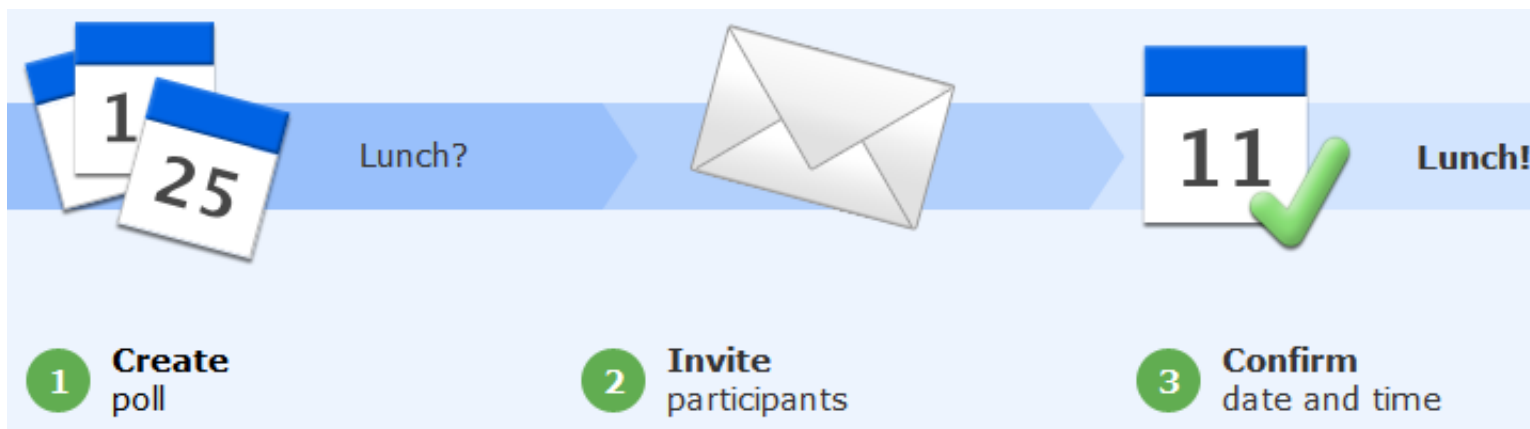 1
25
Lunch?
11
Lunch!
1 Create
poll
2 Invite
participants
3 Confirm
date and time